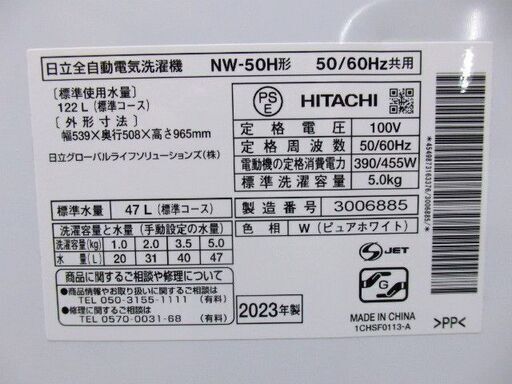 日立全自動電気洗濯機 NW-50H形 50/60Hz共用
［標準使用水量］
122L（標準コース）
［外形寸法］
幅539×奥行508×高さ965mm
日立グローバルライフソリューションズ（株）
PS E HITACHI
定格電圧 100V
定格周波数 50/60Hz
電動機の定格消費電力 390/455W
標準洗濯容量 5.0kg
標準水量 47L（標準コース）
製造番号 3006885
洗濯容量と水量（手動設定の水量）
洗濯容量(kg) 1.0 2.0 3.5 5.0
水量(L) 20 31 40 47
色相 W（ピュアホワイト）
商品に関するご相談や修理について
●商品情報やお取り扱いに関するご相談
TEL 050-3155-1111（有料）
●修理に関するご相談
TEL 0570-0031-68（有料）
2023年製
S JET
G
MADE IN CHINA
1CHSF0113-A
>PP<
*4549873163376/3006885/*